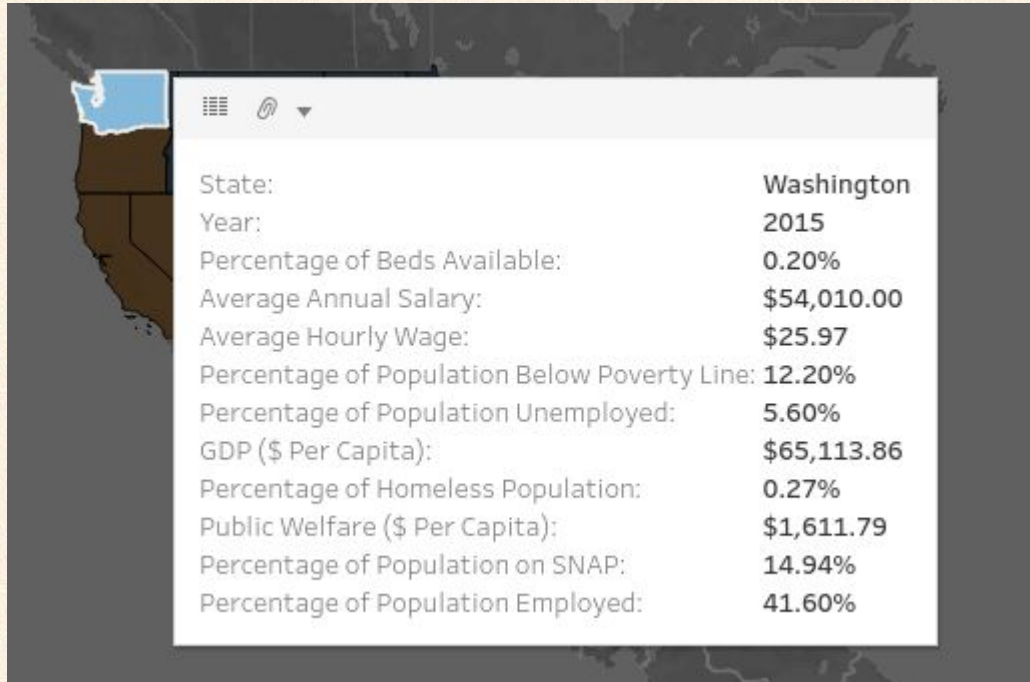 State: Washington
Year: 2015
Percentage of Beds Available: 0.20%
Average Annual Salary: $54,010.00
Average Hourly Wage: $25.97
Percentage of Population Below Poverty Line: 12.20%
Percentage of Population Unemployed: 5.60%
GDP ($ Per Capita): $65,113.86
Percentage of Homeless Population: 0.27%
Public Welfare ($ Per Capita): $1,611.79
Percentage of Population on SNAP: 14.94%
Percentage of Population Employed: 41.60%